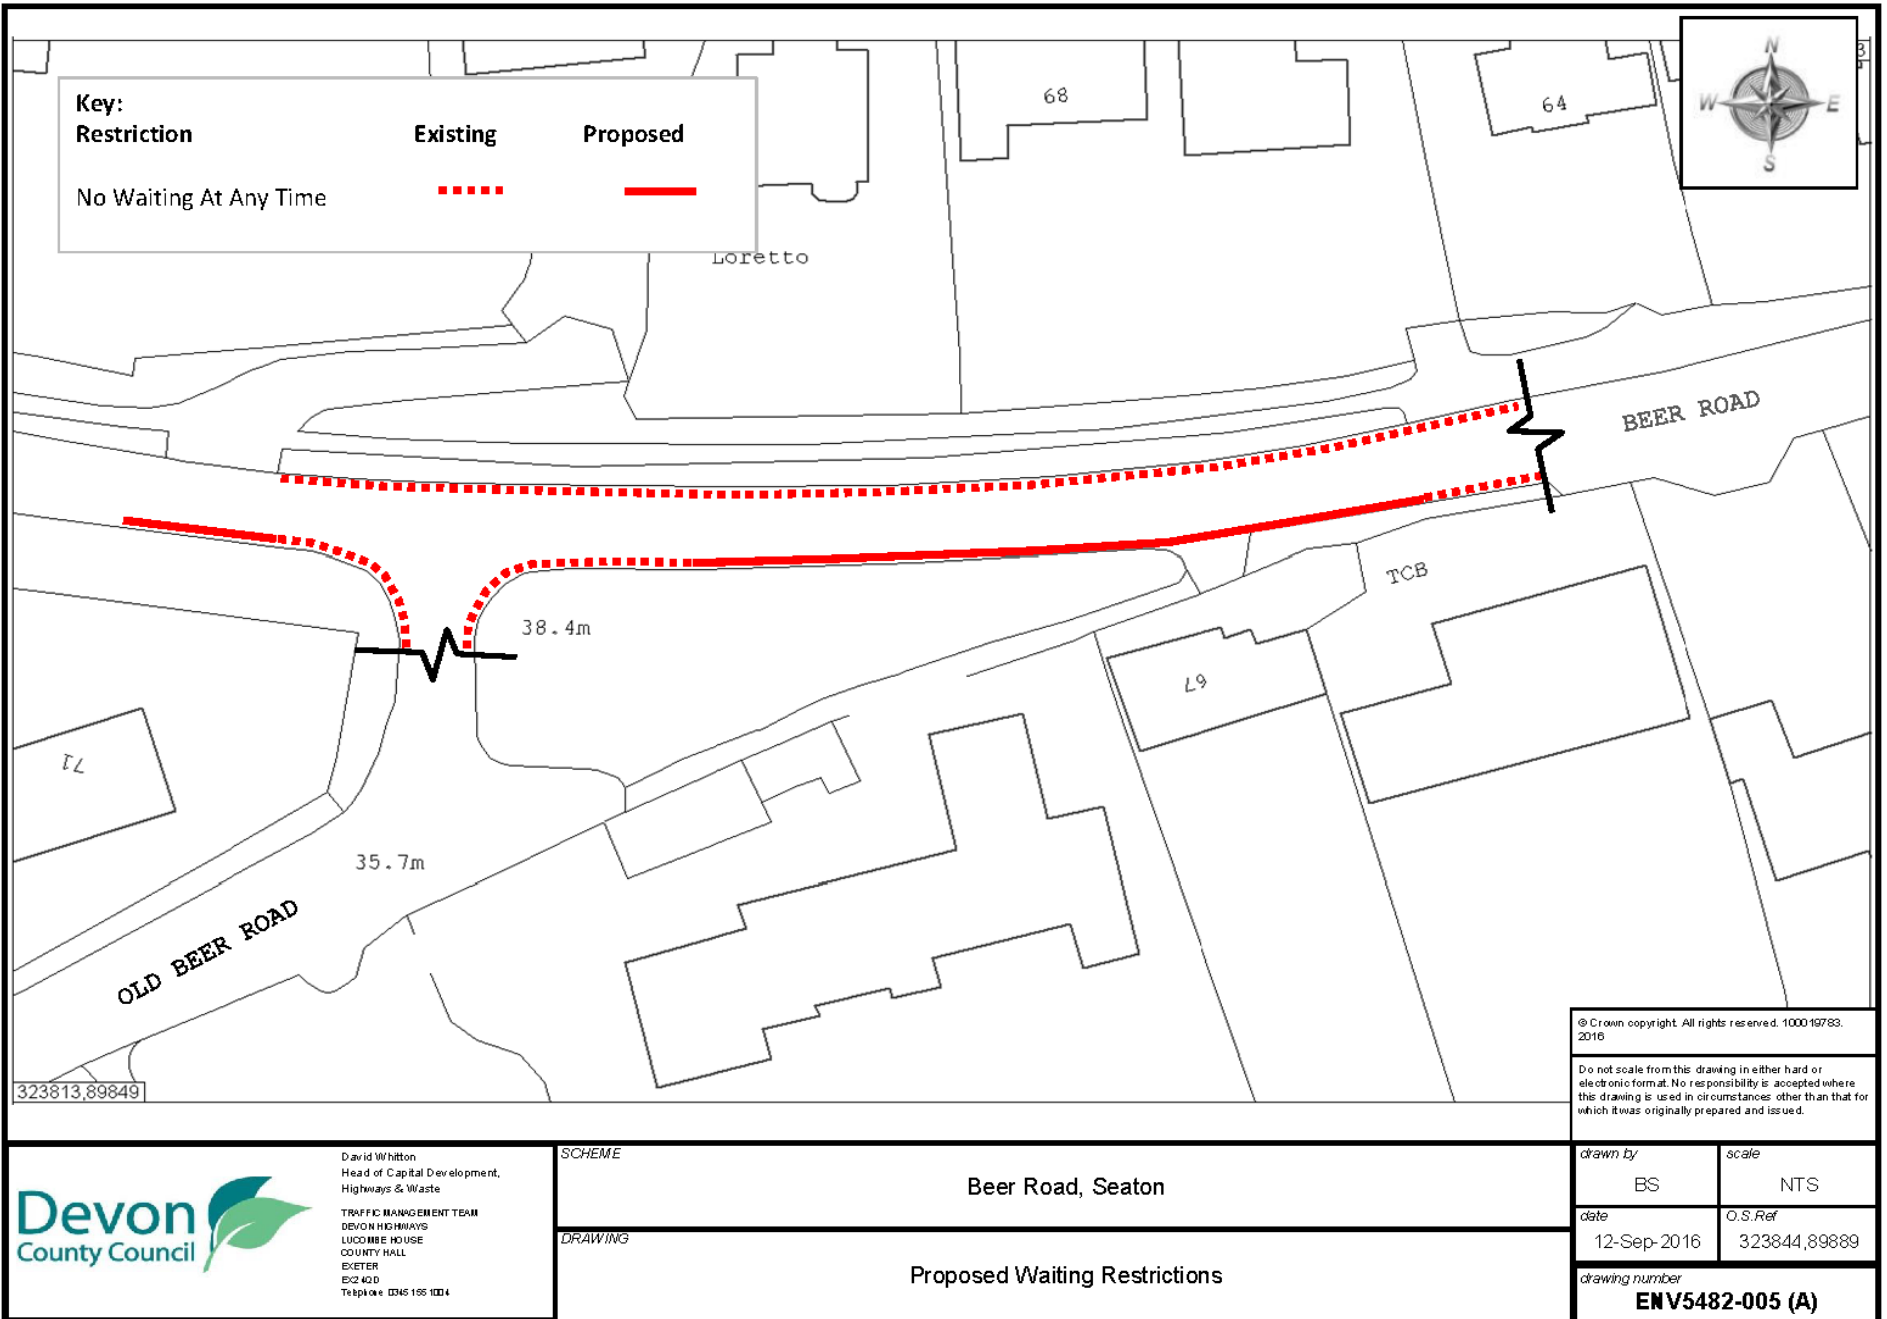 Key:
Restriction Existing Proposed
No Waiting At Any Time
N
W E
S
3
68
64
Loretto
BEER ROAD
TCB
38.4m
67
71
35.7m
OLD BEER ROAD
323813,89849
© Crown copyright. All rights reserved. 100019783.
2016
Do not scale from this drawing in either hard or
electronic format. No responsibility is accepted where
this drawing is used in circumstances other than that for
which it was originally prepared and issued.
Devon
County Council
David Whitton
Head of Capital Development,
Highways & Waste
TRAFFIC MANAGEMENT TEAM
DEVON HIGHWAYS
LUCOMBE HOUSE
COUNTY HALL
EXETER
EX2 4QD
Telephone 0345 155 1004
SCHEME
Beer Road, Seaton
DRAWING
Proposed Waiting Restrictions
drawn by
BS
scale
NTS
date
12-Sep-2016
O.S.Ref
323844,89889
drawing number
ENV5482-005 (A)